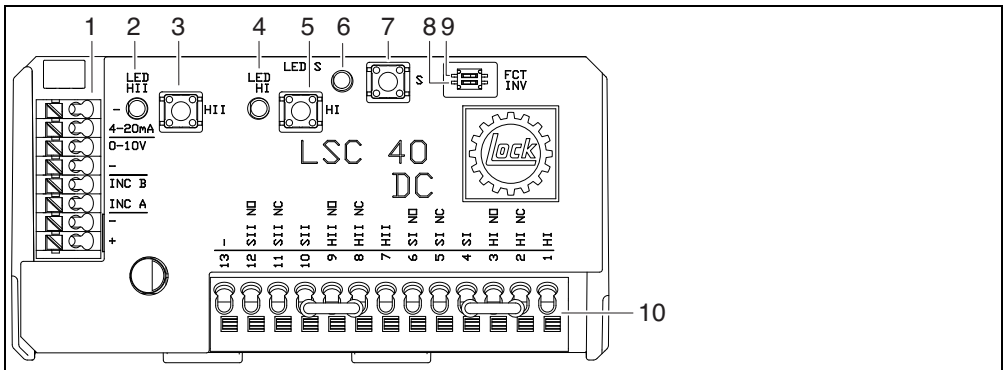 1 2 3 4 5 6 7 8 9
LED HII
HII
LED HI
LED S
HI
S
FCT
INV
-
4-20mA
0-10V
-
INC B
INC A
-
+
LSC 40
DC
Lock
13 -
12 SII NO
11 SII NC
10 SII
9 HII NO
8 HII NC
7 HII
6 SI NO
5 SI NC
4 SI
3 HI NO
2 HI NC
1 HI
10